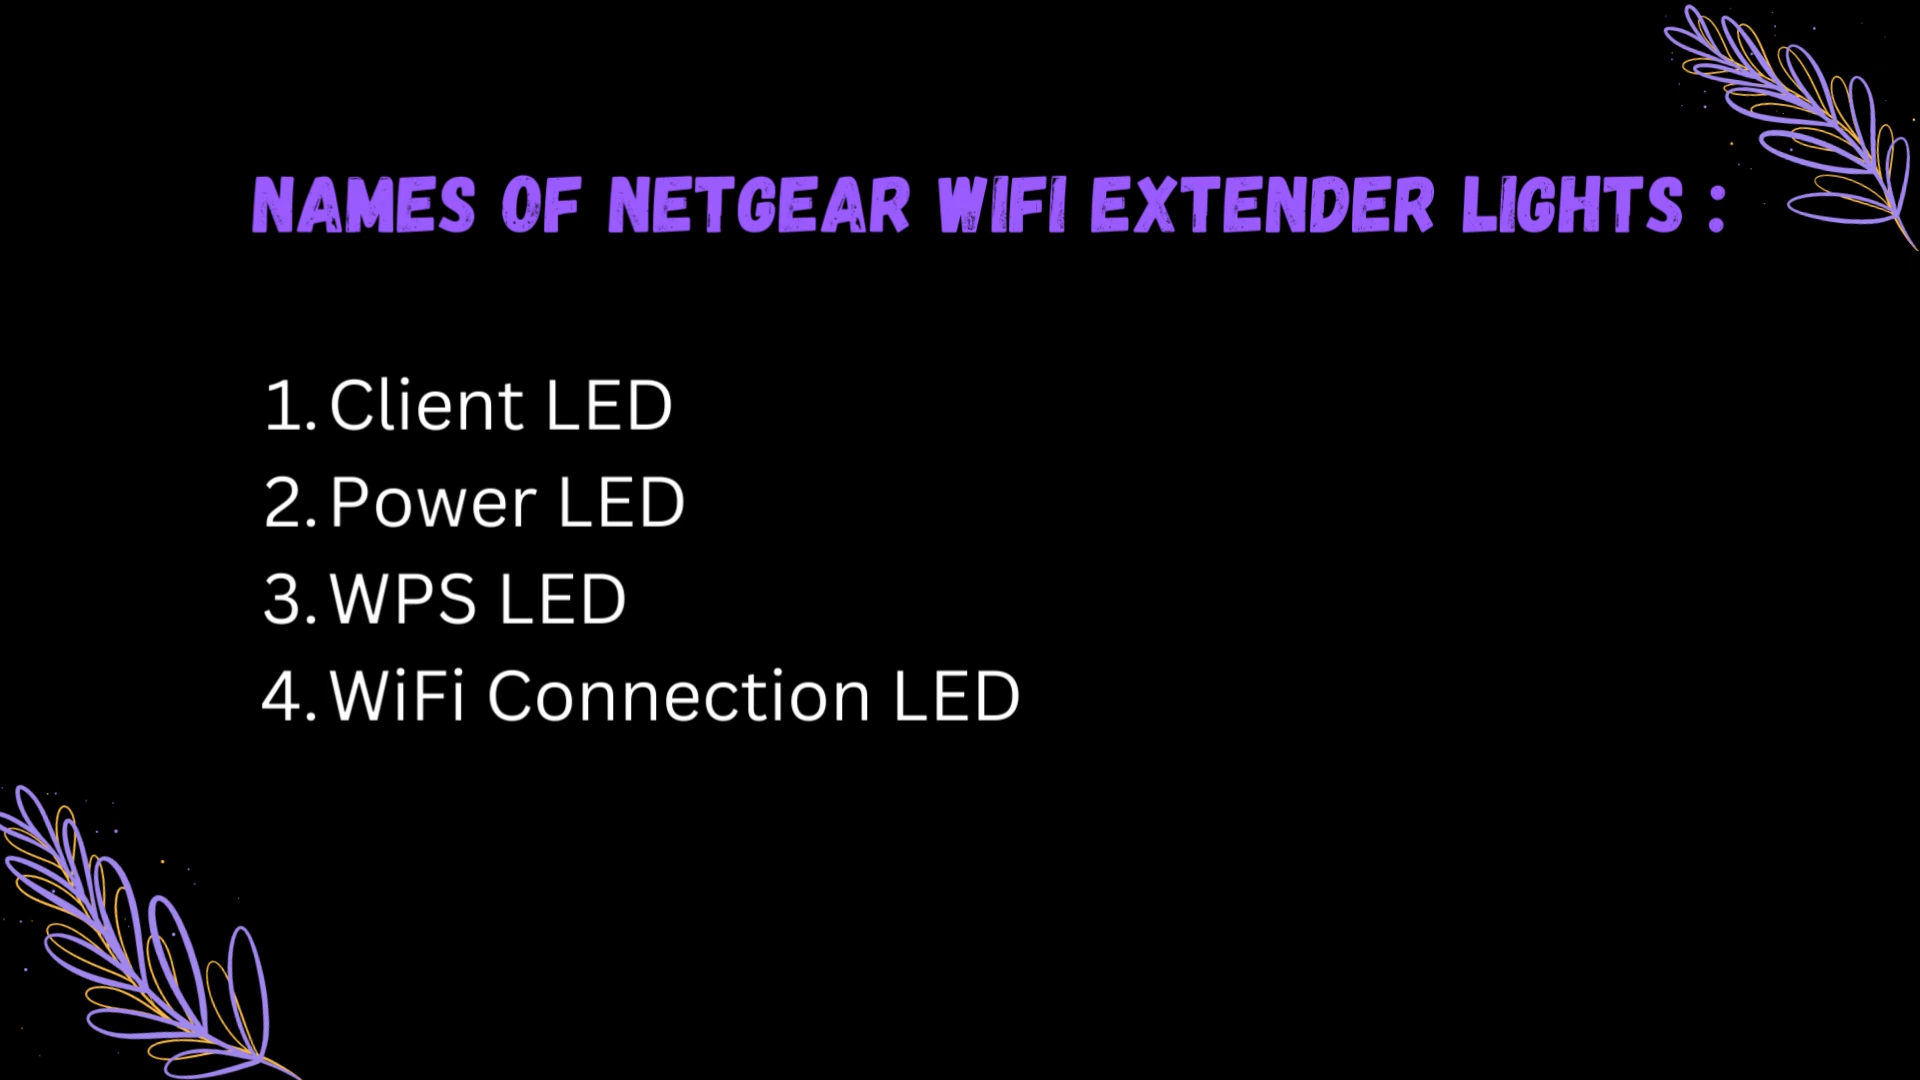 NAMES OF NETGEAR WIFI EXTENDER LIGHTS :
1. Client LED
2. Power LED
3. WPS LED
4. WiFi Connection LED